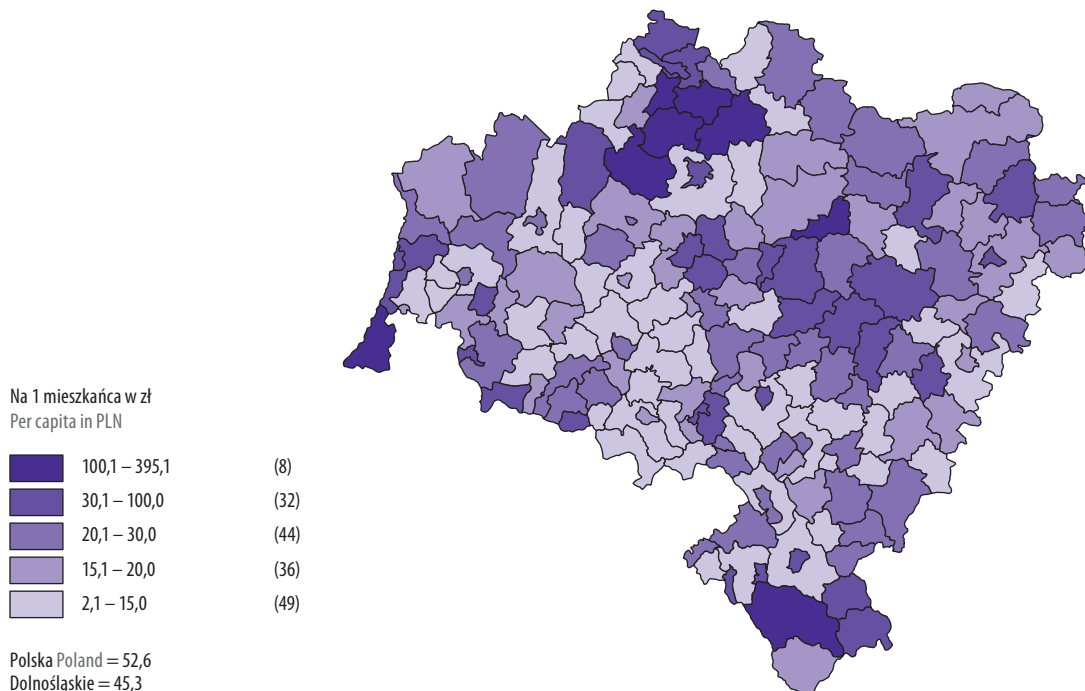 Na 1 mieszkańca w zł
Per capita in PLN
100,1 – 395,1 (8)
30,1 – 100,0 (32)
20,1 – 30,0 (44)
15,1 – 20,0 (36)
2,1 – 15,0 (49)
Polska Poland = 52,6
Dolnośląskie = 45,3